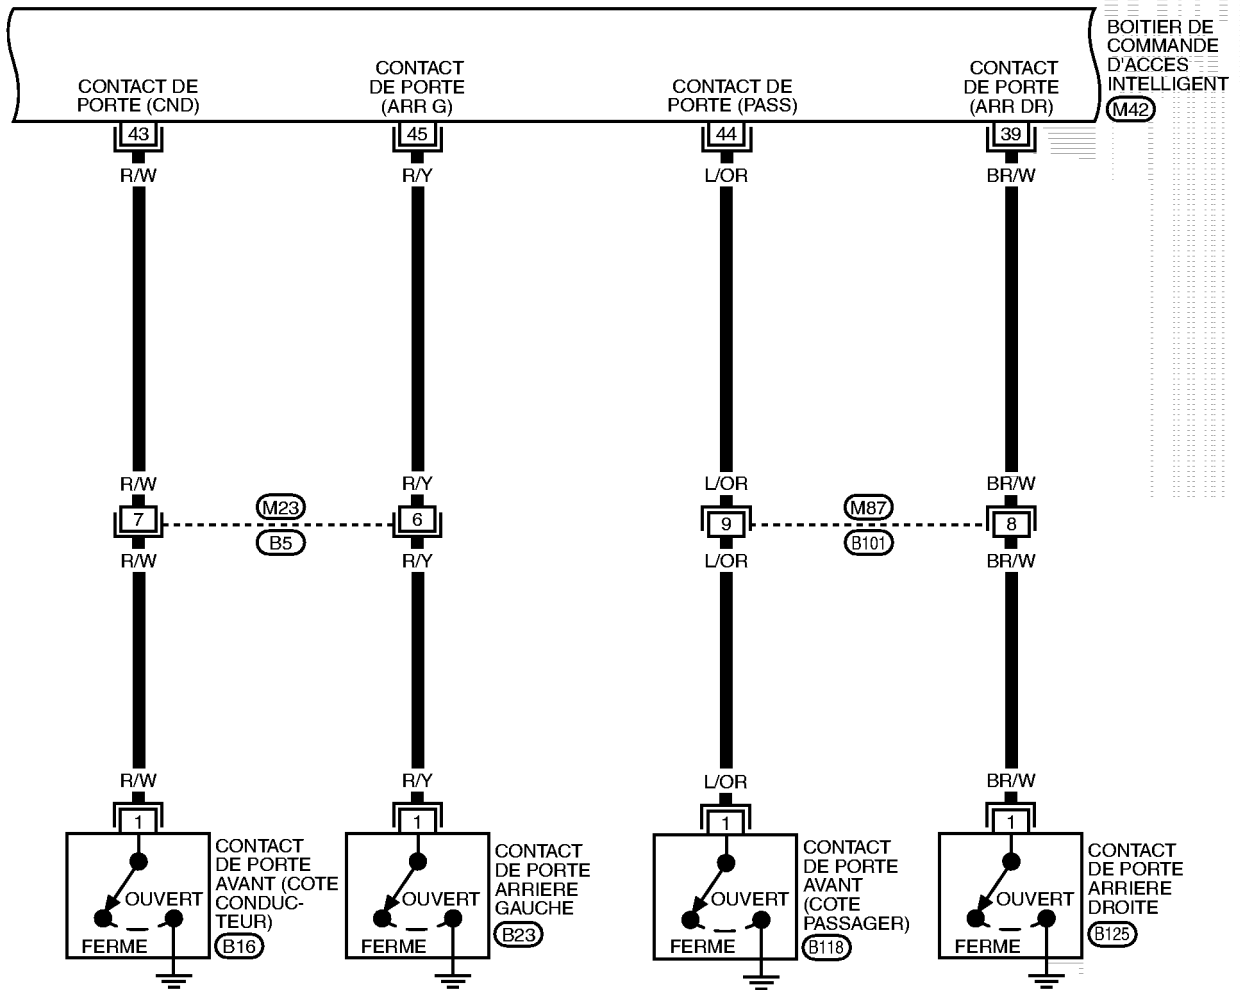 BOITIER DE
COMMANDE
D'ACCES
INTELLIGENT
M42
CONTACT DE
PORTE (CND)
CONTACT
DE PORTE
(ARR G)
CONTACT DE
PORTE (PASS)
CONTACT
DE PORTE
(ARR DR)
43
45
44
39
R/W
R/Y
L/OR
BR/W
R/W
R/Y
L/OR
BR/W
7
M23
B5
6
9
M87
B101
8
R/W
R/Y
L/OR
BR/W
R/W
R/Y
L/OR
BR/W
1
1
1
1
OUVERT
FERME
CONTACT
DE PORTE
AVANT (COTE
CONDUC-
TEUR)
B16
OUVERT
FERME
CONTACT
DE PORTE
ARRIERE
GAUCHE
B23
OUVERT
FERME
CONTACT
DE PORTE
AVANT
(COTE
PASSAGER)
B118
OUVERT
FERME
CONTACT
DE PORTE
ARRIERE
DROITE
B125